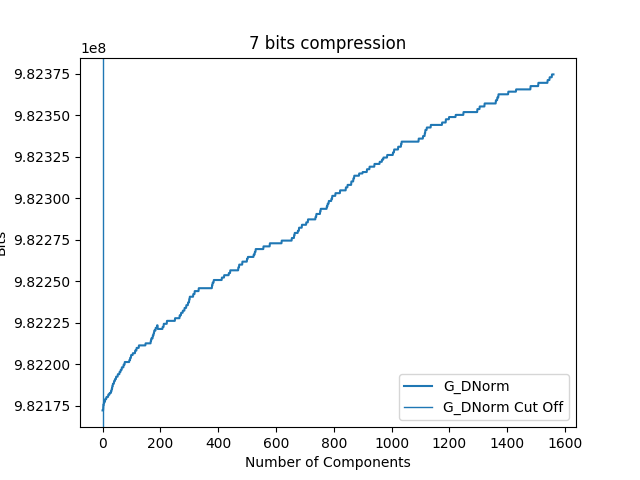 7 bits compression
1e8
9.82375
9.82350
9.82325
9.82300
9.82275
9.82250
9.82225
9.82200
9.82175
Bits
0 200 400 600 800 1000 1200 1400 1600
Number of Components
G_DNorm
G_DNorm Cut Off